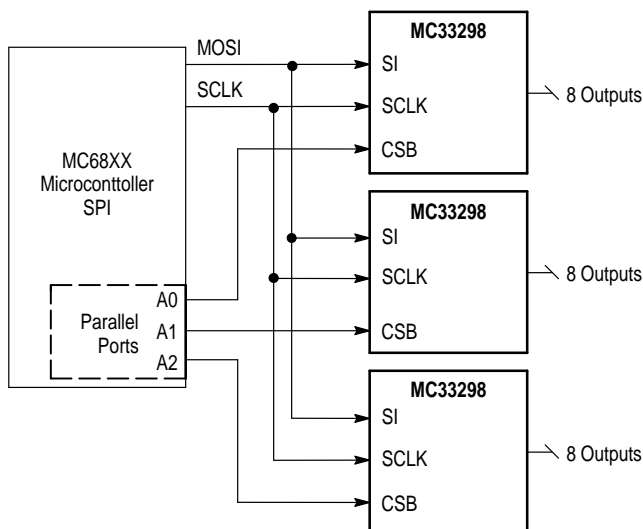 MOSI
SCLK
MC68XX
Microconttoller
SPI
Parallel
Ports
A0
A1
A2
MC33298
SI
SCLK
CSB
8 Outputs
MC33298
SI
SCLK
CSB
8 Outputs
MC33298
SI
SCLK
CSB
8 Outputs